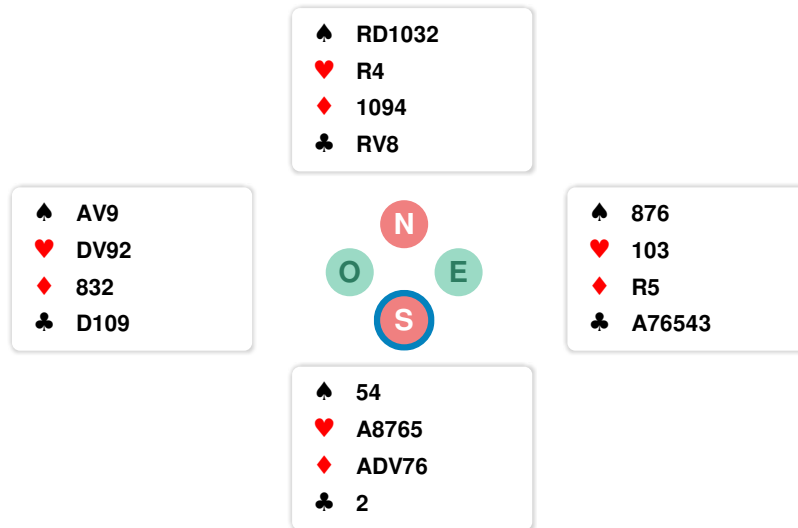 ♠ RD1032
♥ R4
♦ 1094
♣ RV8
♠ AV9
♥ DV92
♦ 832
♣ D109
N
O E
S
♠ 876
♥ 103
♦ R5
♣ A76543
♠ 54
♥ A8765
♦ ADV76
♣ 2